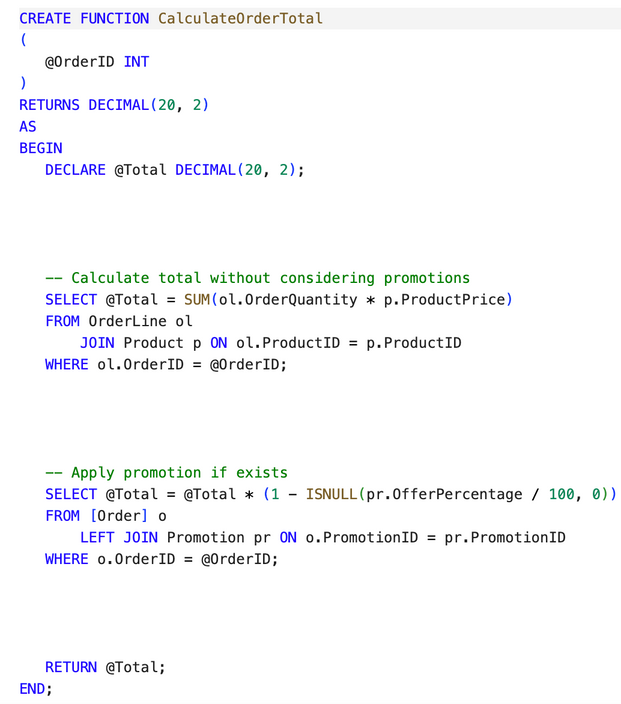 CREATE FUNCTION CalculateOrderTotal
(
@OrderID INT
)
RETURNS DECIMAL(20, 2)
AS
BEGIN
DECLARE @Total DECIMAL(20, 2);
-- Calculate total without considering promotions
SELECT @Total = SUM(ol.OrderQuantity * p.ProductPrice)
FROM OrderLine ol
JOIN Product p ON ol.ProductID = p.ProductID
WHERE ol.OrderID = @OrderID;
-- Apply promotion if exists
SELECT @Total = @Total * (1 - ISNULL(pr.OfferPercentage / 100, 0))
FROM [Order] o
LEFT JOIN Promotion pr ON o.PromotionID = pr.PromotionID
WHERE o.OrderID = @OrderID;
RETURN @Total;
END;